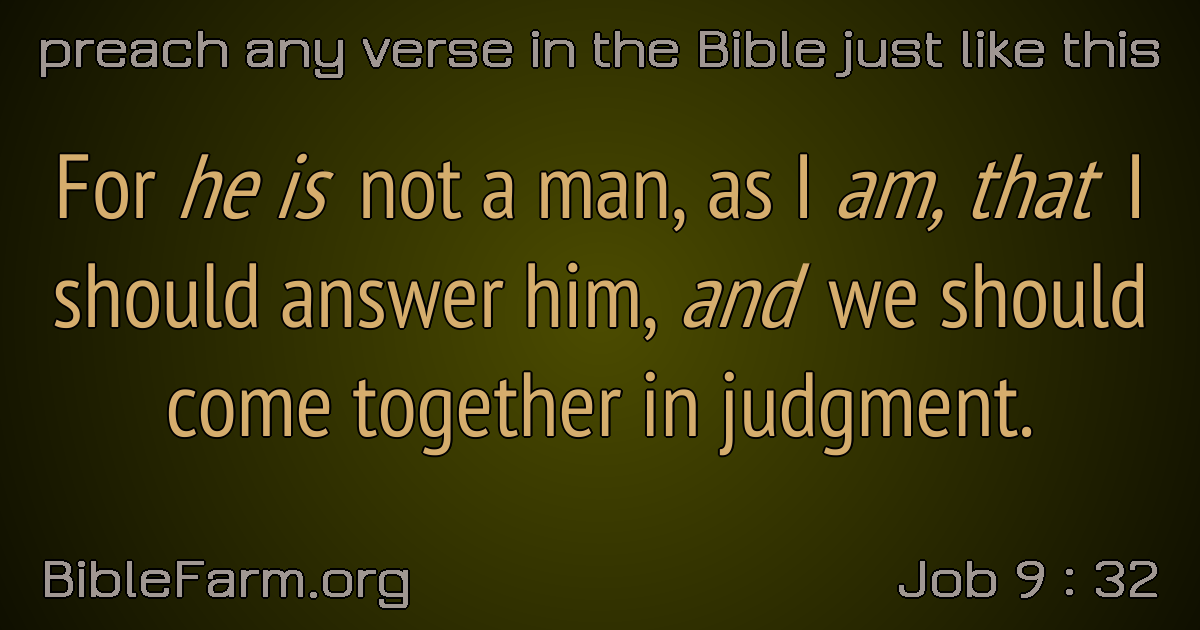 preach any verse in the Bible just like this
For he is not a man, as I am, that I
should answer him, and we should
come together in judgment.
BibleFarm.org
Job 9 : 32